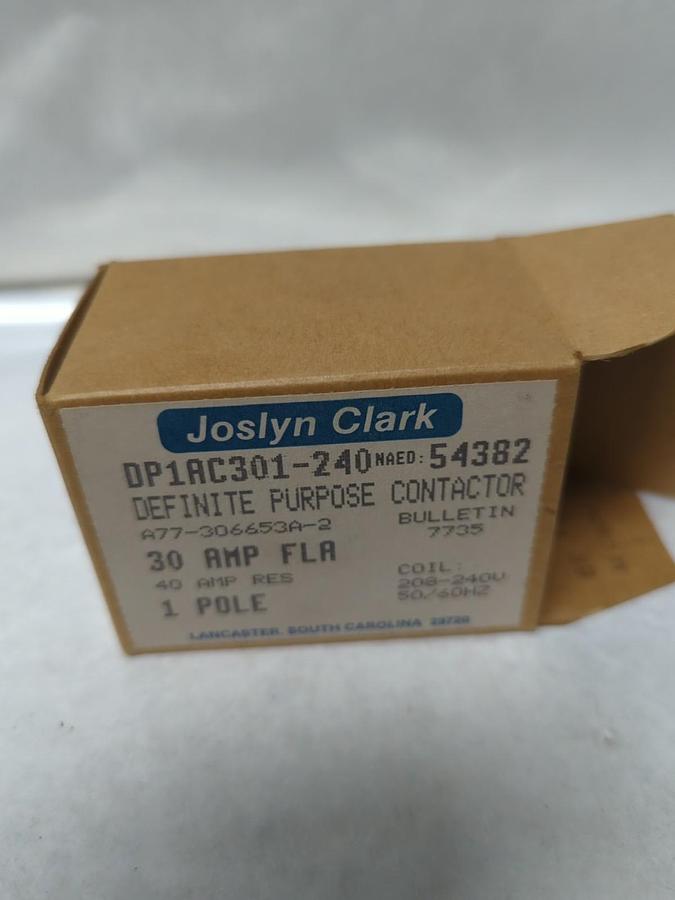 Joslyn Clark
DP1AC301-240 NAED: 54382
DEFINITE PURPOSE CONTACTOR
A77-306653A-2
BULLETIN
7735
30 AMP FLA
40 AMP RES
1 POLE
COIL:
208-240V
50/60HZ
LANCASTER, SOUTH CAROLINA 29720